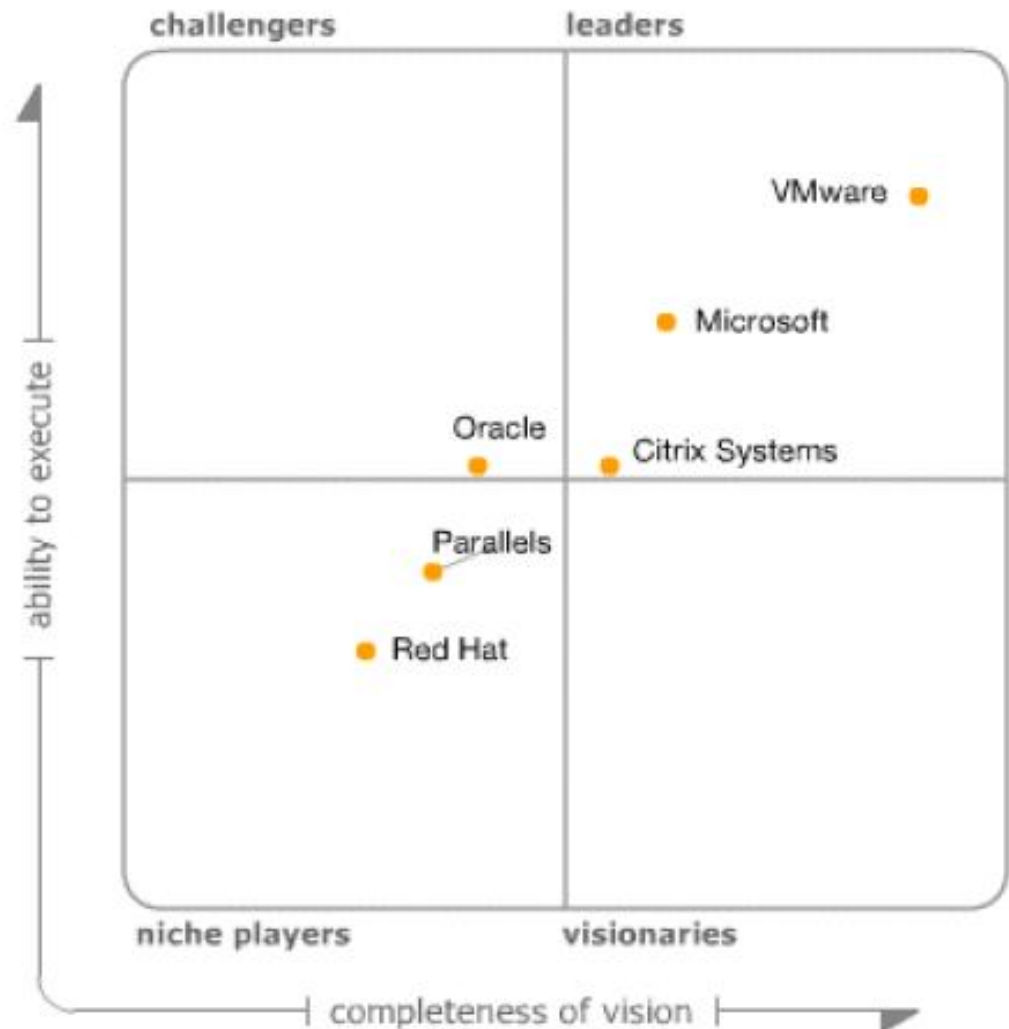 challengers
leaders
VMware
Microsoft
Oracle
Citrix Systems
Parallels
Red Hat
ability to execute
niche players
visionaries
completeness of vision